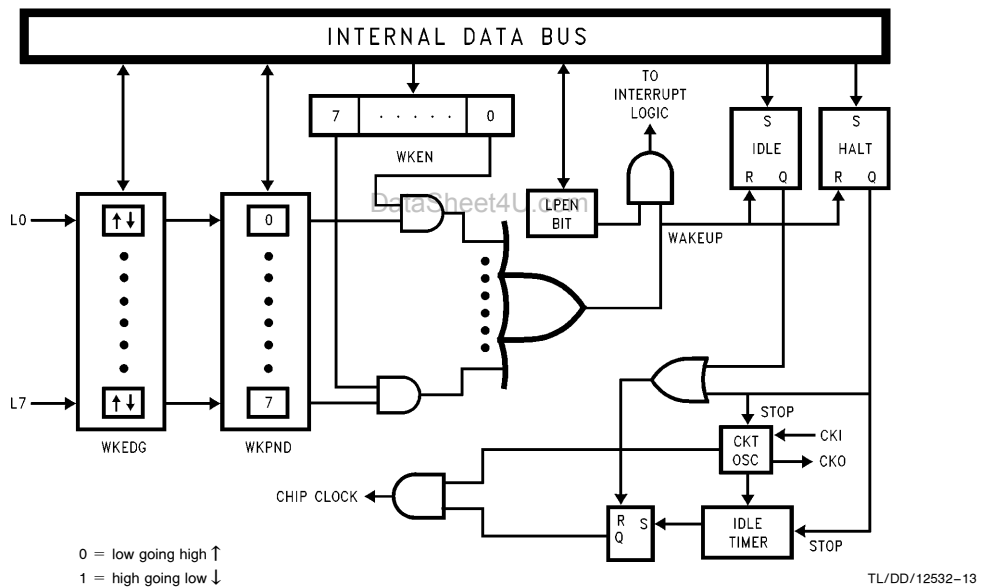 INTERNAL DATA BUS
TO
INTERRUPT
LOGIC
7 · · · · · 0
WKEN
S
IDLE
R Q
S
HALT
R Q
DataSheet4U.com
LPEN
BIT
WAKEUP
L0
↑↓
0
L7
↑↓
7
WKEDG
WKPND
STOP
CKT
OSC
CKI
CKO
CHIP CLOCK
R S
Q
IDLE
TIMER
STOP
0 = low going high ↑
1 = high going low ↓
TL/DD/12532–13